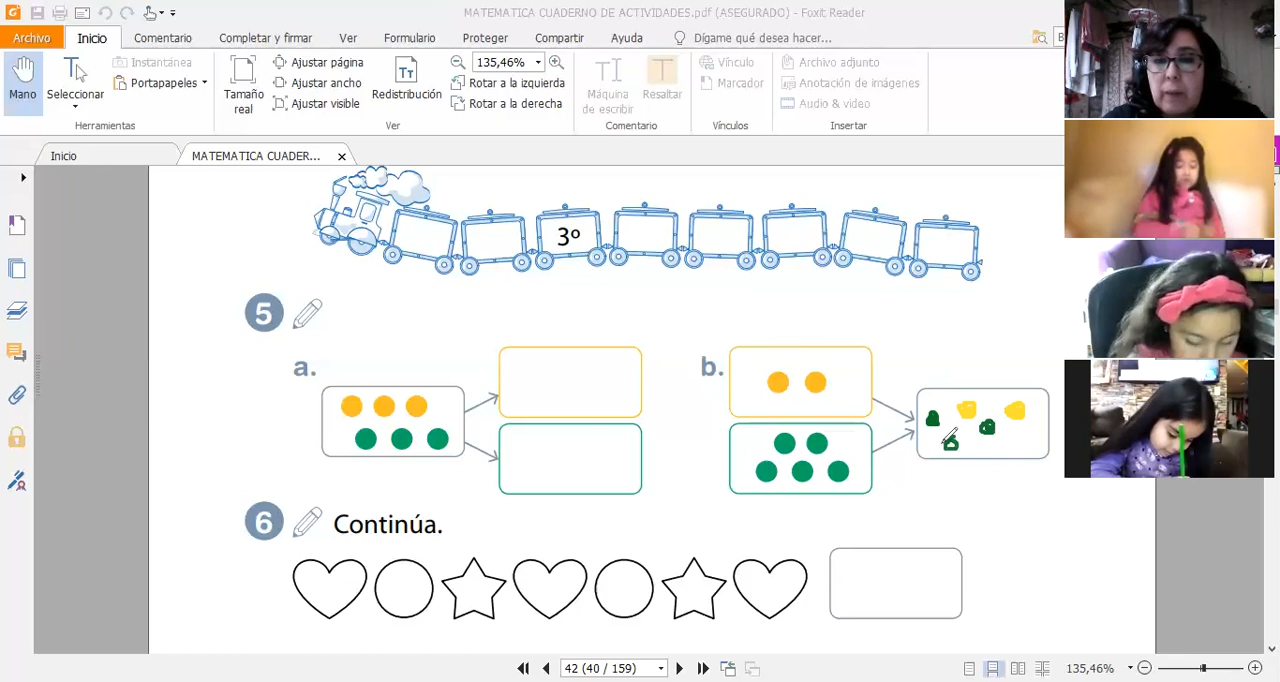 MATEMATICA CUADERNO DE ACTIVIDADES.pdf (ASEGURADO) - Foxit Reader
Archivo Inicio Comentario Completar y firmar Ver Formulario Proteger Compartir Ayuda Dígame qué desea hacer...
Mano
Seleccionar
Instantánea
Portapapeles
Herramientas
Tamaño real
Ajustar página
Ajustar ancho
Ajustar visible
135,46%
Rotar a la izquierda
Rotar a la derecha
Redistribución
Ver
Máquina de escribir
Resaltar
Comentario
Vínculo
Marcador
Vínculos
Archivo adjunto
Anotación de imágenes
Audio & video
Insertar
Inicio
MATEMATICA CUADER...
3º
5
a.
b.
6 Continúa.
42 (40 / 159)
135,46%